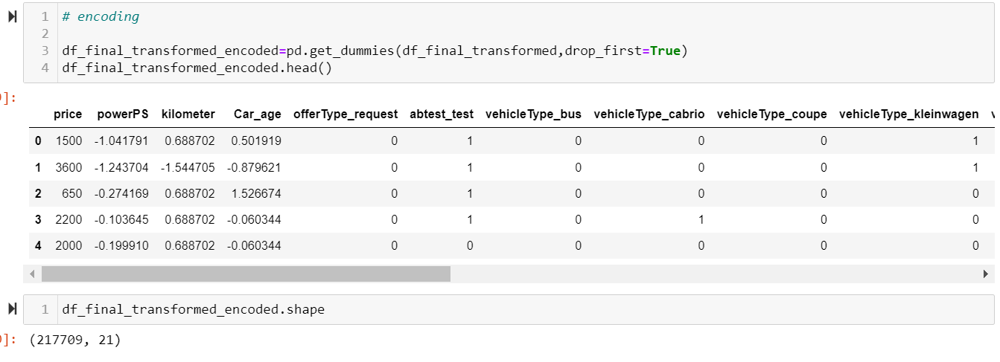 1 # encoding
2
3 df_final_transformed_encoded=pd.get_dummies(df_final_transformed,drop_first=True)
4 df_final_transformed_encoded.head()
]:
price powerPS kilometer Car_age offerType_request abtest_test vehicleType_bus vehicleType_cabrio vehicleType_coupe vehicleType_kleinwagen
0 1500 -1.041791 0.688702 0.501919 0 1 0 0 0 1
1 3600 -1.243704 -1.544705 -0.879621 0 1 0 0 0 1
2 650 -0.274169 0.688702 1.526674 0 1 0 0 0 0
3 2200 -0.103645 0.688702 -0.060344 0 1 0 1 0 0
4 2000 -0.199910 0.688702 -0.060344 0 0 0 0 0 0
1 df_final_transformed_encoded.shape
]: (217709, 21)